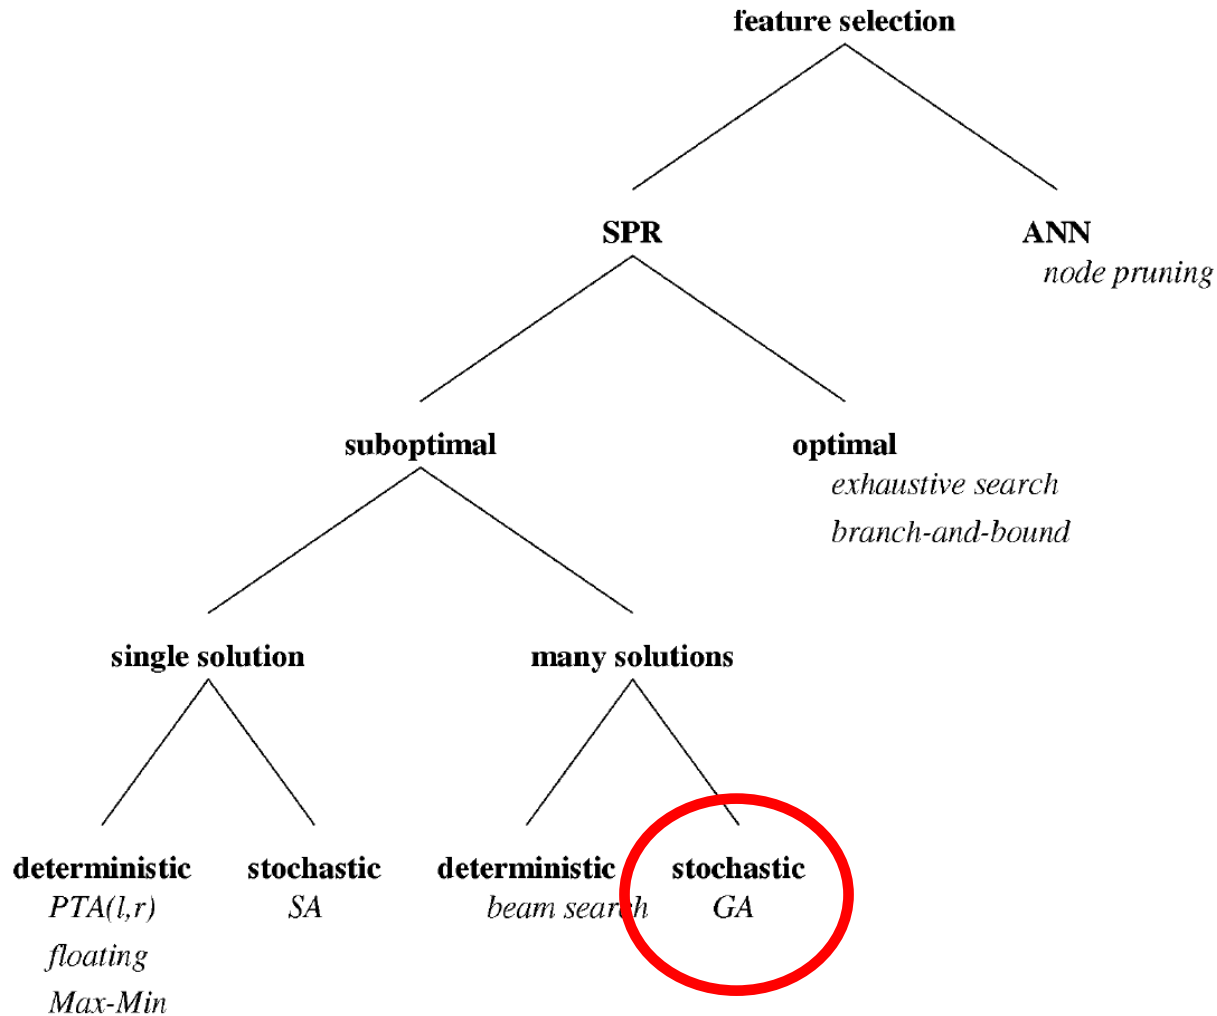 feature selection
SPR
ANN
node pruning
suboptimal
optimal
exhaustive search
branch-and-bound
single solution
many solutions
deterministic
PTA(l,r)
floating
Max-Min
stochastic
SA
deterministic
beam search
stochastic
GA